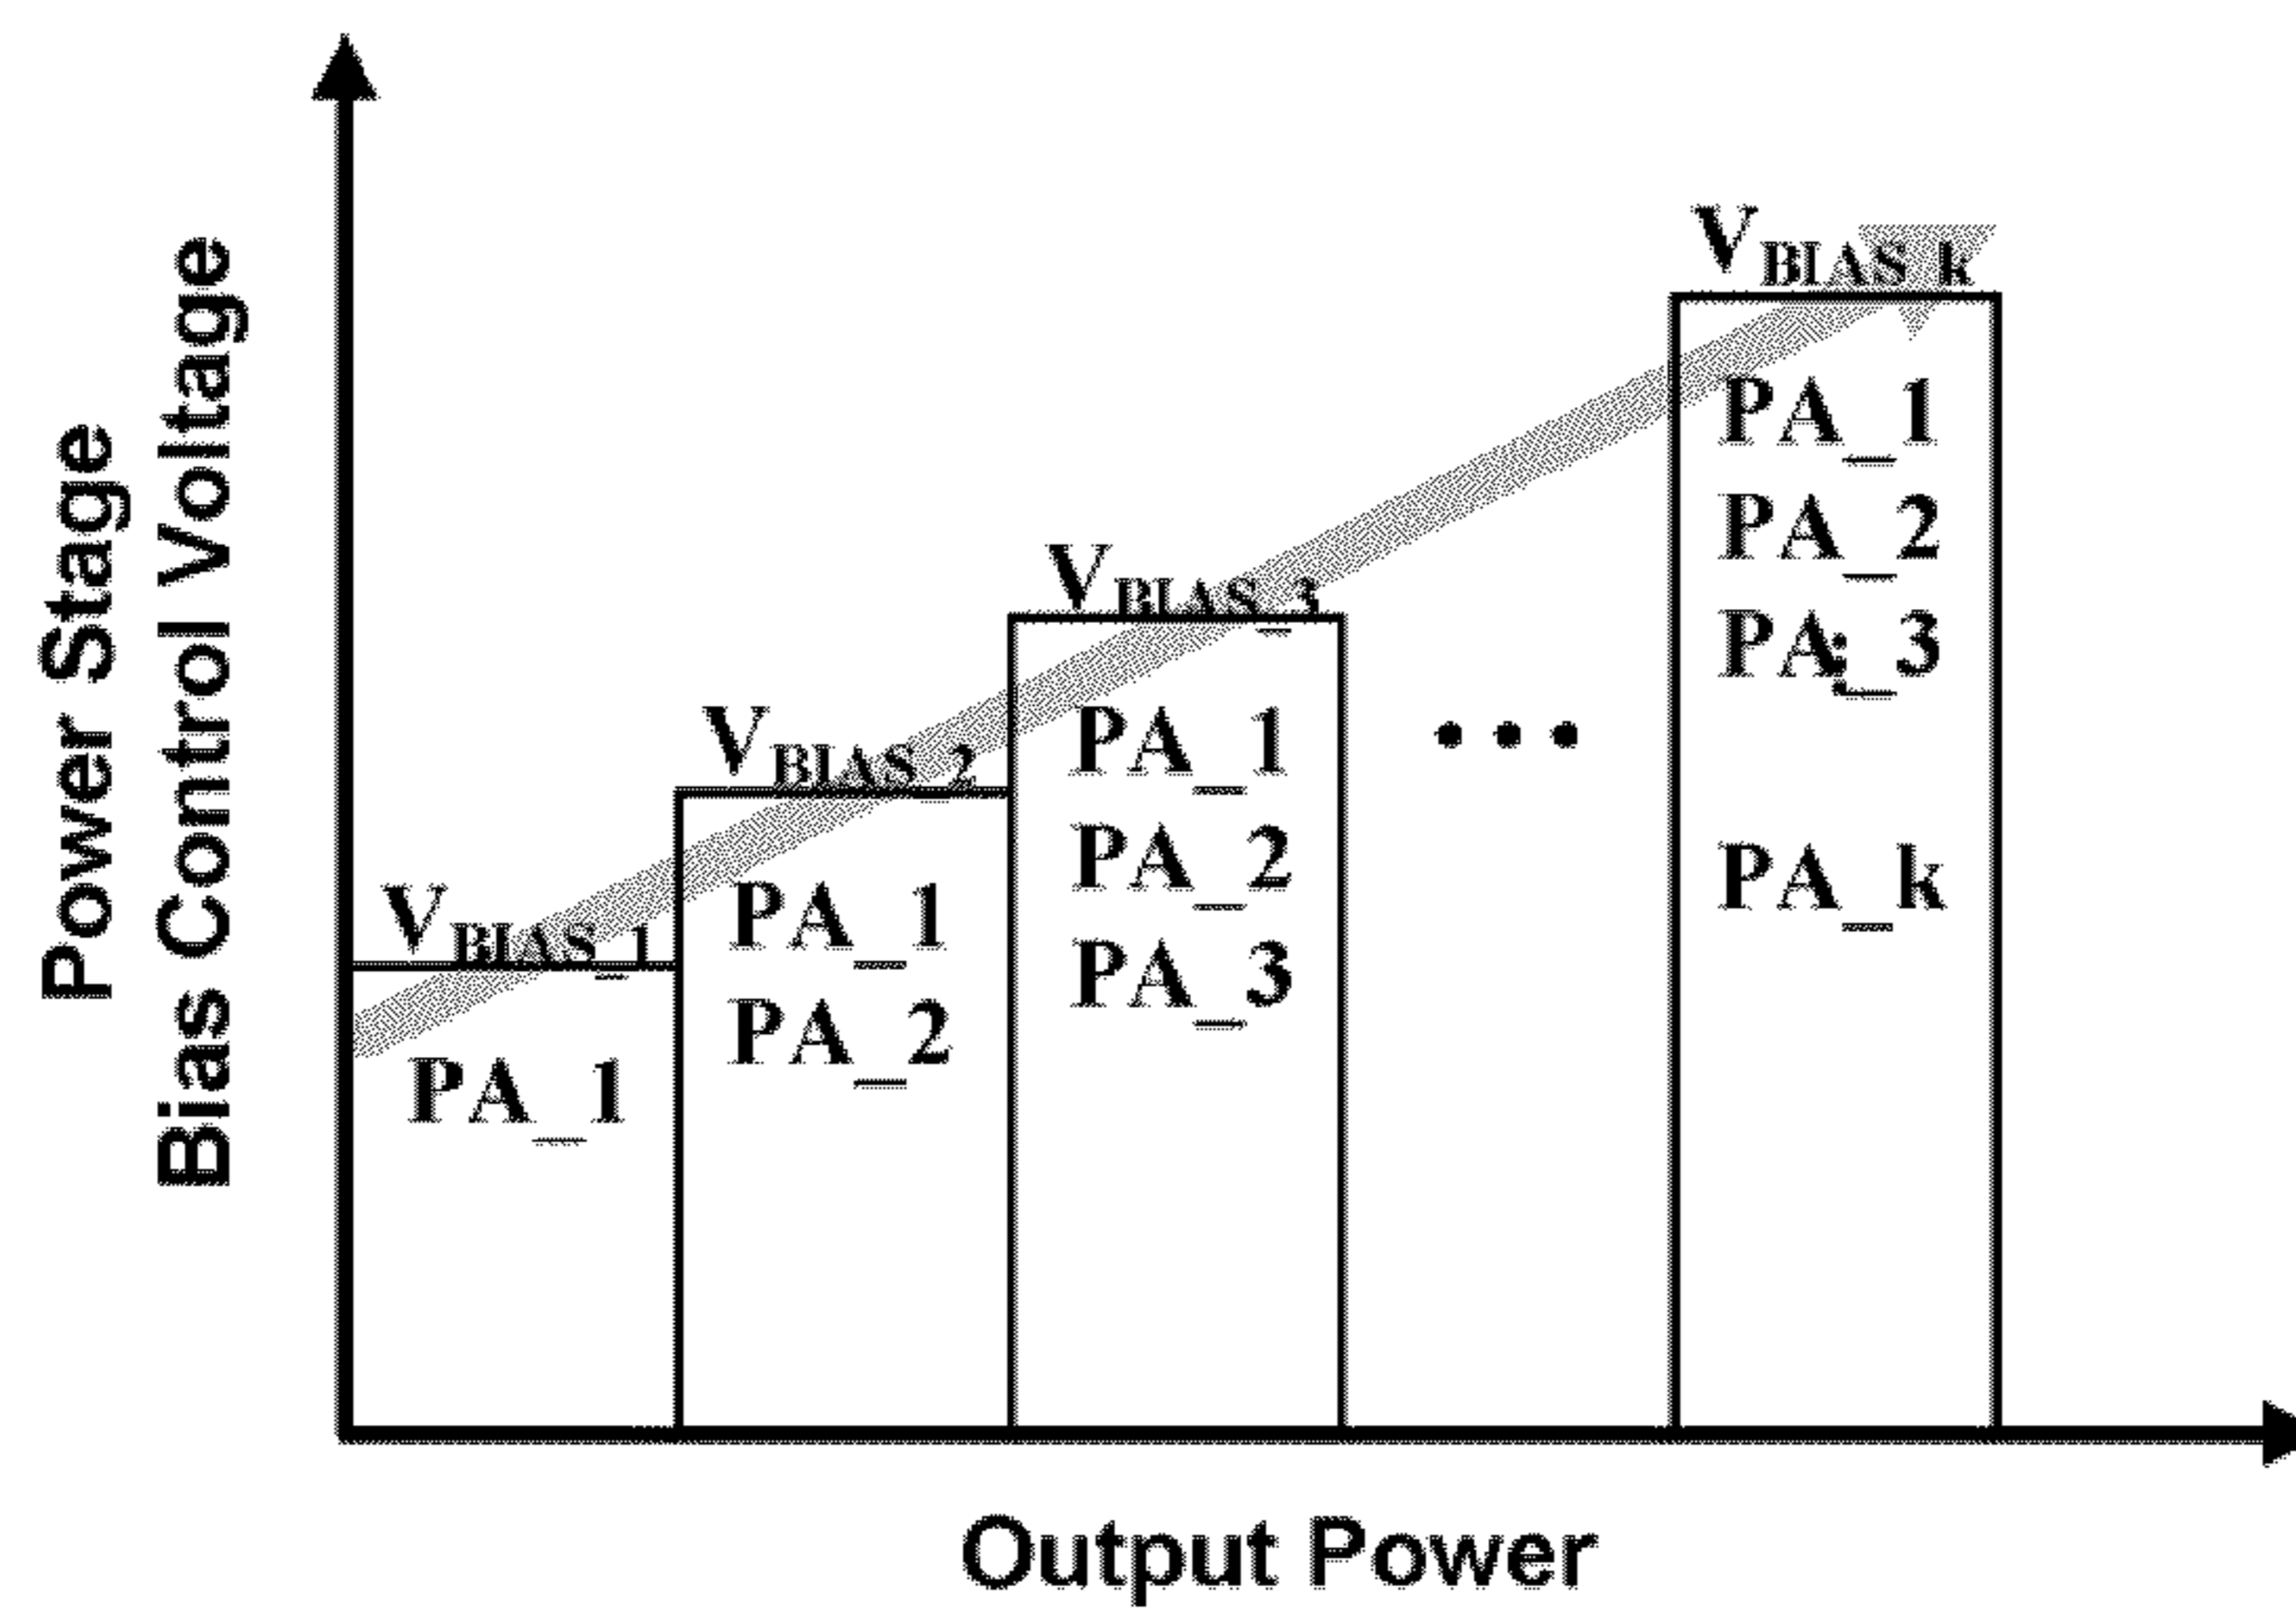 Power Stage
Bias Control Voltage
VBIAS_1
PA_1
VBIAS_2
PA_1
PA_2
VBIAS_3
PA_1
PA_2
PA_3
...
VBIAS_k
PA_1
PA_2
PA_3
⋮
PA_k
Output Power